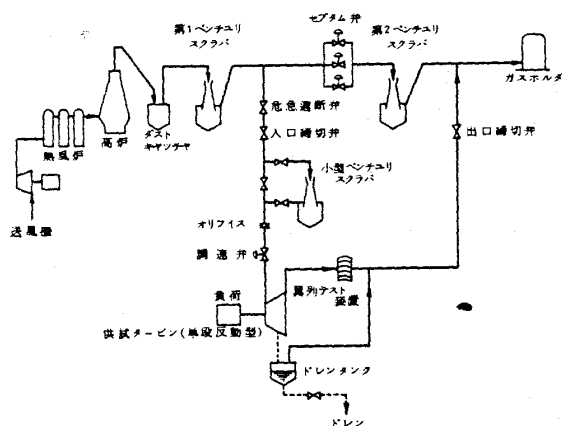 第1ベンチュリ
スクラバ
セプタム弁
第2ベンチュリ
スクラバ
ガスホルダ
危急遮断弁
入口締切弁
出口締切弁
高炉
熱風炉
ダスト
キャッチャ
小型ベンチュリ
スクラバ
送風機
オリフイス
調速弁
負荷
翼列テスト
装置
供試タービン(単段反動型)
ドレンタンク
ドレン